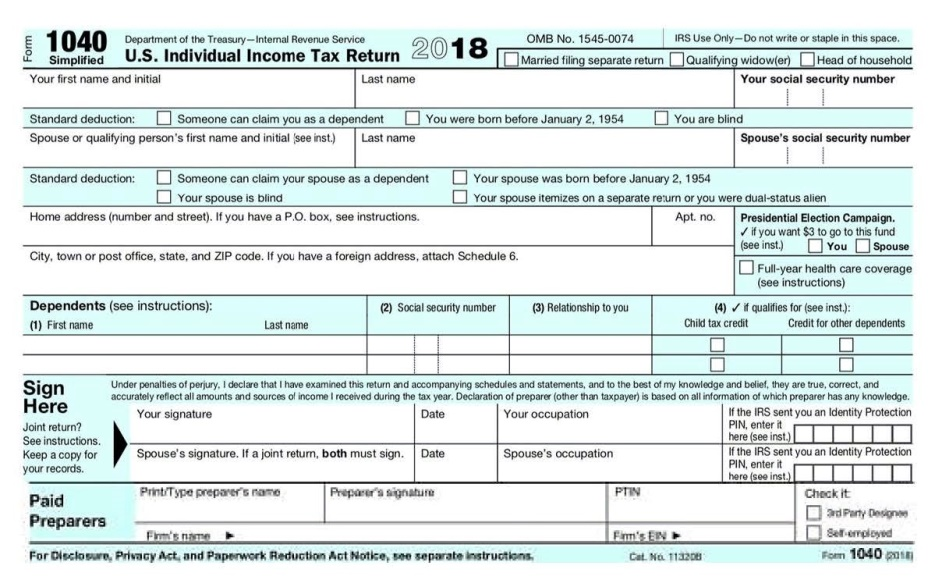 Form 1040 Simplified
Department of the Treasury—Internal Revenue Service
U.S. Individual Income Tax Return 2018
OMB No. 1545-0074
IRS Use Only—Do not write or staple in this space.
Married filing separate return Qualifying widow(er) Head of household
Your first name and initial Last name Your social security number
Standard deduction: Someone can claim you as a dependent You were born before January 2, 1954 You are blind
Spouse or qualifying person's first name and initial (see inst.) Last name Spouse's social security number
Standard deduction: Someone can claim your spouse as a dependent Your spouse was born before January 2, 1954
Your spouse is blind Your spouse itemizes on a separate return or you were dual-status alien
Home address (number and street). If you have a P.O. box, see instructions. Apt. no.
Presidential Election Campaign.
✓ if you want $3 to go to this fund
(see inst.) You Spouse
City, town or post office, state, and ZIP code. If you have a foreign address, attach Schedule 6.
Full-year health care coverage
(see instructions)
Dependents (see instructions): (2) Social security number (3) Relationship to you (4) ✓ if qualifies for (see inst.):
(1) First name Last name Child tax credit Credit for other dependents
Sign
Here
Joint return?
See instructions.
Keep a copy for
your records.
Under penalties of perjury, I declare that I have examined this return and accompanying schedules and statements, and to the best of my knowledge and belief, they are true, correct, and
accurately reflect all amounts and sources of income I received during the tax year. Declaration of preparer (other than taxpayer) is based on all information of which preparer has any knowledge.
Your signature Date Your occupation
If the IRS sent you an Identity Protection
PIN, enter it
here (see inst.)
Spouse's signature. If a joint return, both must sign. Date Spouse's occupation
If the IRS sent you an Identity Protection
PIN, enter it
here (see inst.)
Paid
Preparers
Print/Type preparer's name Preparer's signature PTIN Check it:
3rd Party Designee
Firm's name ▶ Firm's EIN ▶ Self-employed
For Disclosure, Privacy Act, and Paperwork Reduction Act Notice, see separate instructions. Cat. No. 11320B Form 1040 (2018)